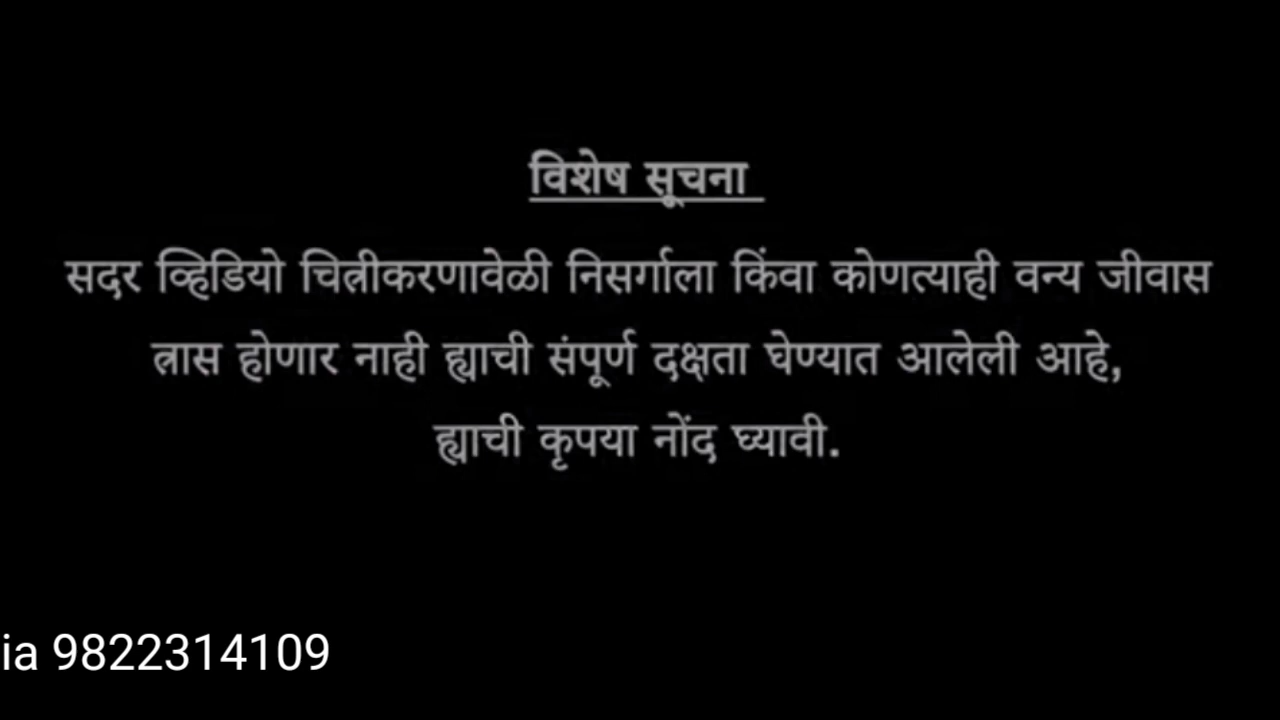 विशेष सूचना
सदर व्हिडियो चित्रीकरणावेळी निसर्गाला किंवा कोणत्याही वन्य जीवास
त्रास होणार नाही ह्याची संपूर्ण दक्षता घेण्यात आलेली आहे,
ह्याची कृपया नोंद घ्यावी.
ia 9822314109